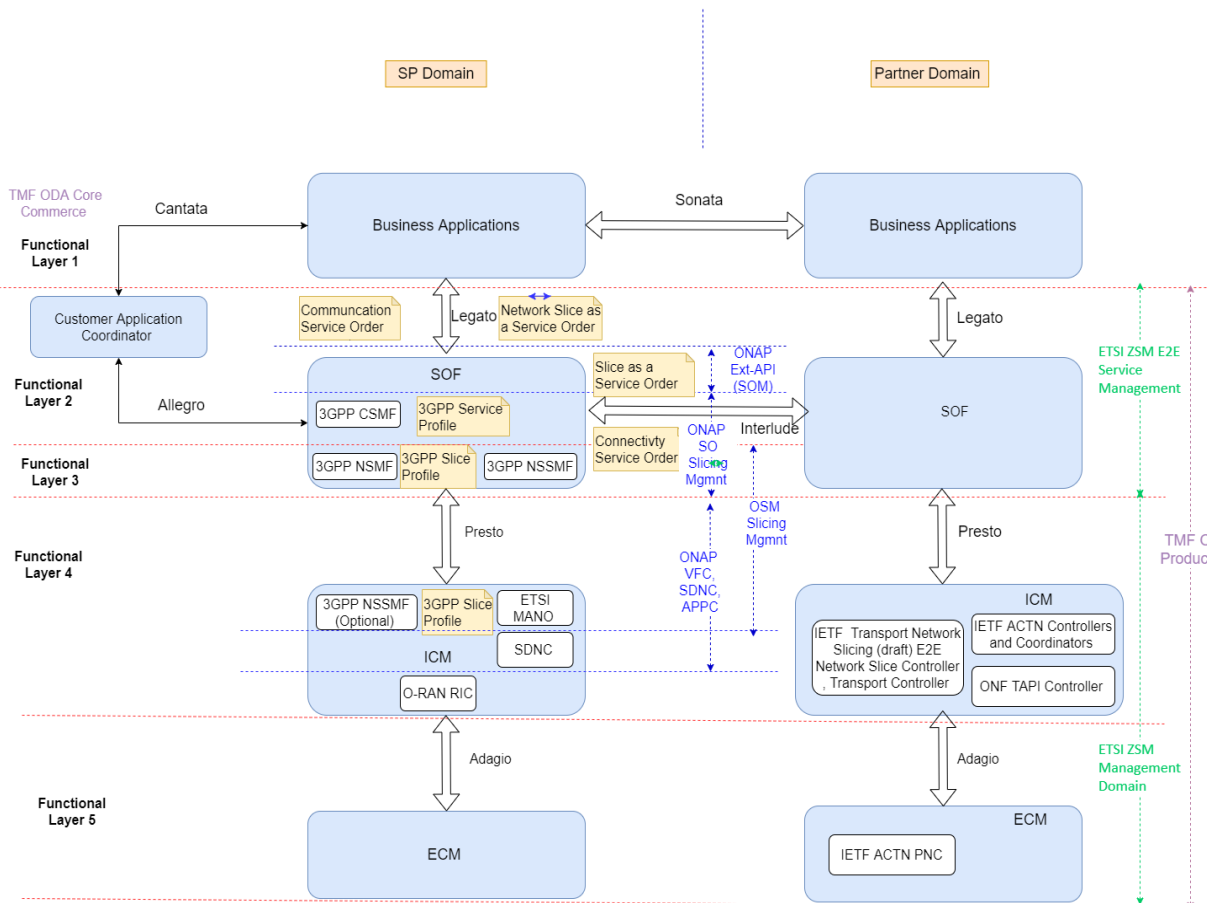 SP Domain
Partner Domain
TMF ODA Core
Commerce
Functional
Layer 1
Cantata
Business Applications
Sonata
Business Applications
Customer Application
Coordinator
Communcation
Service Order
Legato
Network Slice as
a Service Order
Legato
ONAP
Ext-API
(SOM)
ETSI ZSM E2E
Service
Management
Functional
Layer 2
Allegro
SOF
3GPP CSMF
3GPP Service
Profile
Slice as a
Service Order
Interlude
SOF
Connectivty
Service Order
ONAP
SO
Slicing
Mgmnt
Functional
Layer 3
3GPP NSMF
3GPP Slice
Profile
3GPP NSSMF
Functional
Layer 4
Presto
ONAP
VFC,
SDNC,
APPC
OSM
Slicing
Mgmnt
Presto
TMF O
Produc
3GPP NSSMF
(Optional)
3GPP Slice
Profile
ETSI
MANO
SDNC
ICM
O-RAN RIC
ICM
IETF Transport Network
Slicing (draft) E2E
Network Slice Controller
, Transport Controller
IETF ACTN Controllers
and Coordinators
ONF TAPI Controller
Functional
Layer 5
Adagio
Adagio
ETSI ZSM
Management
Domain
ECM
ECM
IETF ACTN PNC